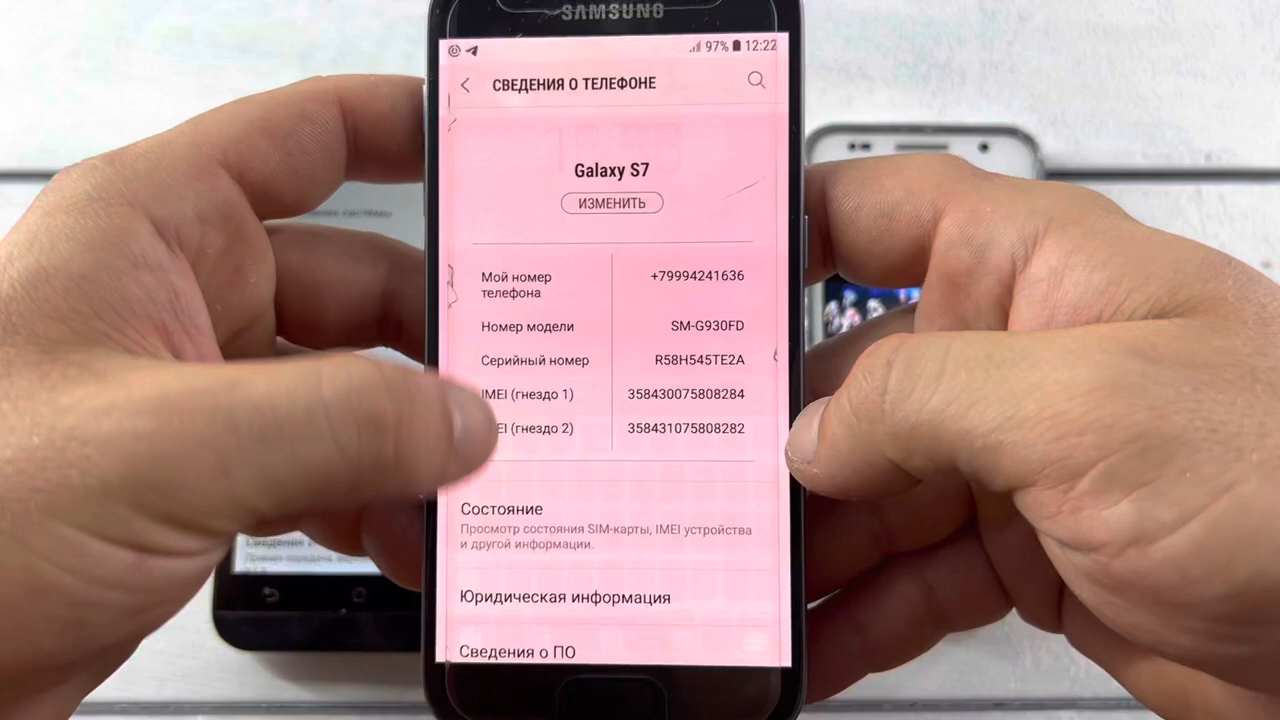 SAMSUNG
97% 12:22
СВЕДЕНИЯ О ТЕЛЕФОНЕ
Galaxy S7
ИЗМЕНИТЬ
Мой номер
телефона
+79994241636
Номер модели SM-G930FD
Серийный номер R58H545TE2A
IMEI (гнездо 1) 358430075808284
EI (гнездо 2) 358431075808282
Состояние
Просмотр состояния SIM-карты, IMEI устройства
и другой информации.
Юридическая информация
Сведения о ПО